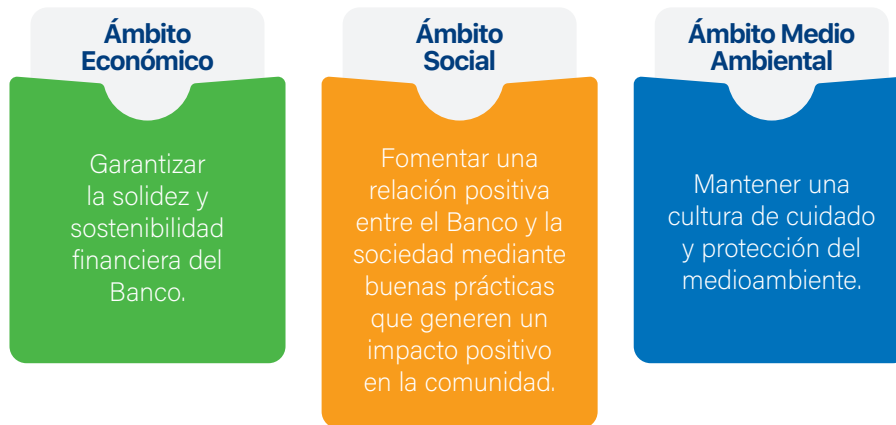 Ámbito
Económico
Garantizar
la solidez y
sostenibilidad
financiera del
Banco.
Ámbito
Social
Fomentar una
relación positiva
entre el Banco y la
sociedad mediante
buenas prácticas
que generen un
impacto positivo
en la comunidad.
Ámbito Medio
Ambiental
Mantener una
cultura de cuidado
y protección del
medioambiente.